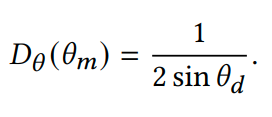 D_θ(θ_m) = 1 / (2 sin θ_d).